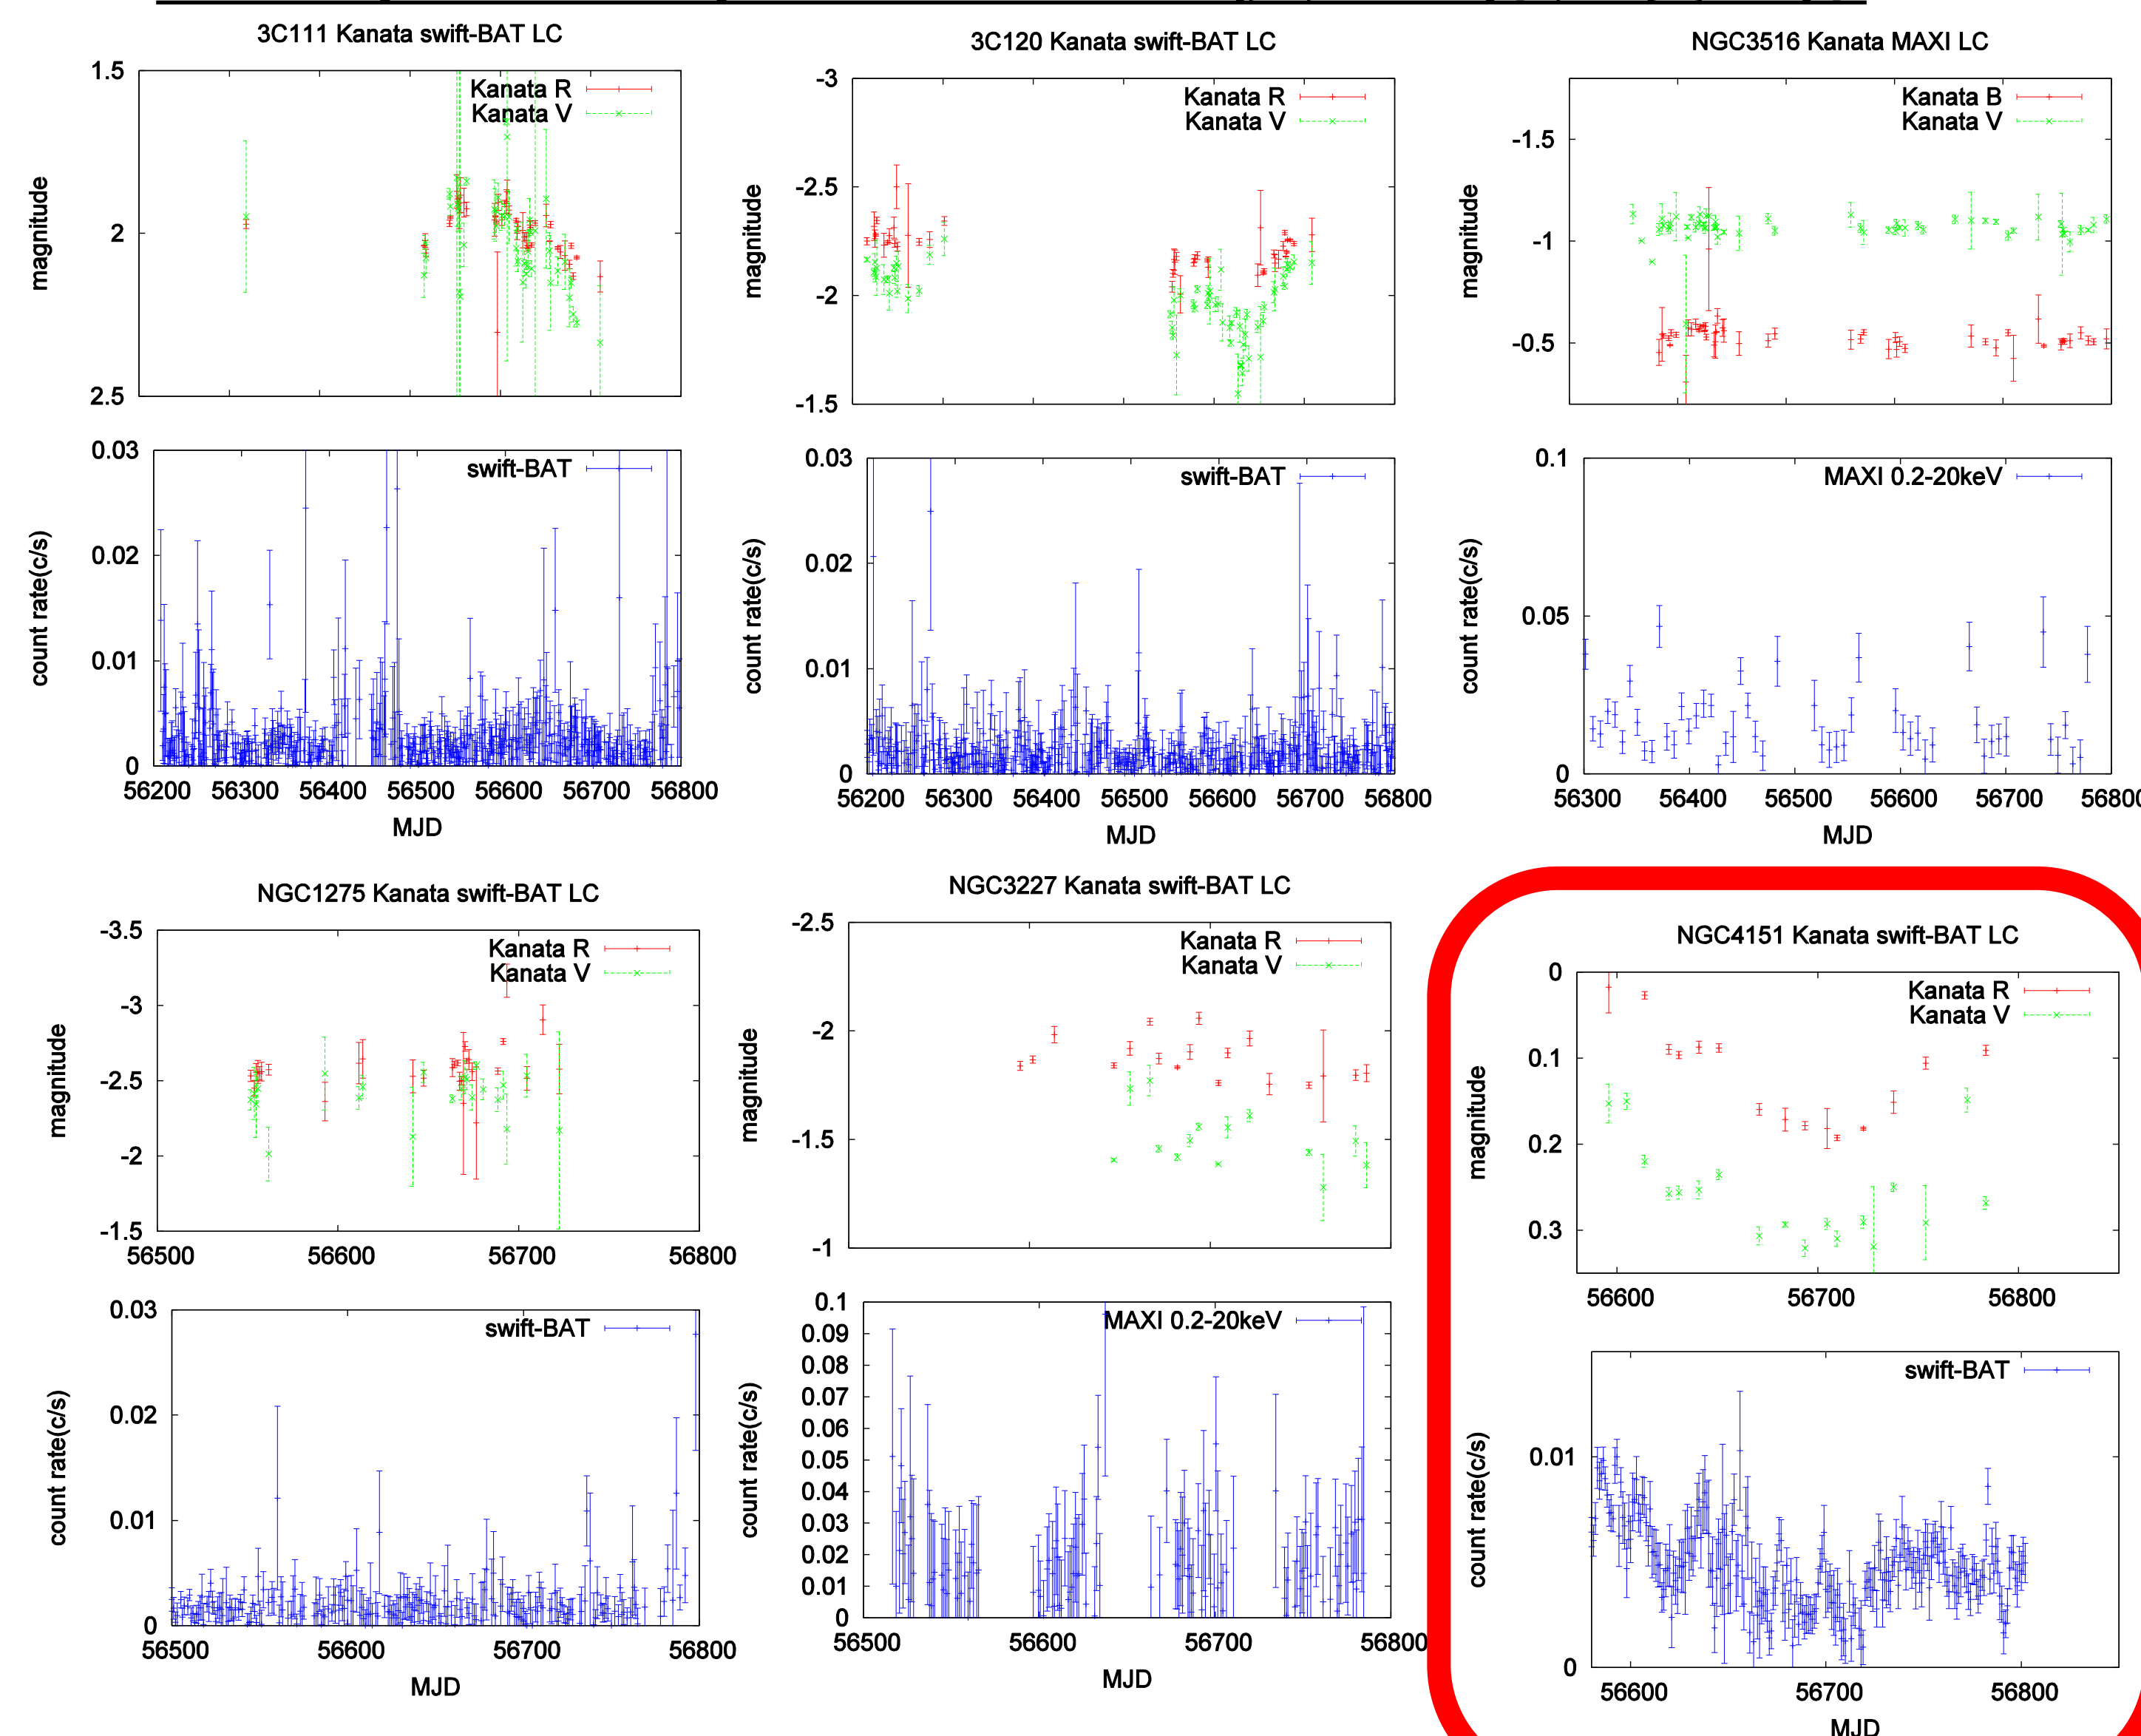 3C111 Kanata swift-BAT LC
1.5
2
2.5
magnitude
Kanata R
Kanata V
0.03
0.02
0.01
0
count rate(c/s)
swift-BAT
56200 56300 56400 56500 56600 56700 56800
MJD
3C120 Kanata swift-BAT LC
-3
-2.5
-2
-1.5
magnitude
Kanata R
Kanata V
0.03
0.02
0.01
0
count rate(c/s)
swift-BAT
56200 56300 56400 56500 56600 56700 56800
MJD
NGC3516 Kanata MAXI LC
-1.5
-1
-0.5
magnitude
Kanata B
Kanata V
0.1
0.05
0
count rate(c/s)
MAXI 0.2-20keV
56300 56400 56500 56600 56700 56800
MJD
NGC1275 Kanata swift-BAT LC
-3.5
-3
-2.5
-2
-1.5
magnitude
Kanata R
Kanata V
56500 56600 56700 56800
0.03
0.02
0.01
0
count rate(c/s)
swift-BAT
56500 56600 56700 56800
MJD
NGC3227 Kanata swift-BAT LC
-2.5
-2
-1.5
-1
magnitude
Kanata R
Kanata V
0.1
0.09
0.08
0.07
0.06
0.05
0.04
0.03
0.02
0.01
0
count rate(c/s)
MAXI 0.2-20keV
56500 56600 56700 56800
MJD
NGC4151 Kanata swift-BAT LC
0
0.1
0.2
0.3
magnitude
Kanata R
Kanata V
56600 56700 56800
0.01
0
count rate(c/s)
swift-BAT
56600 56700 56800
MJD